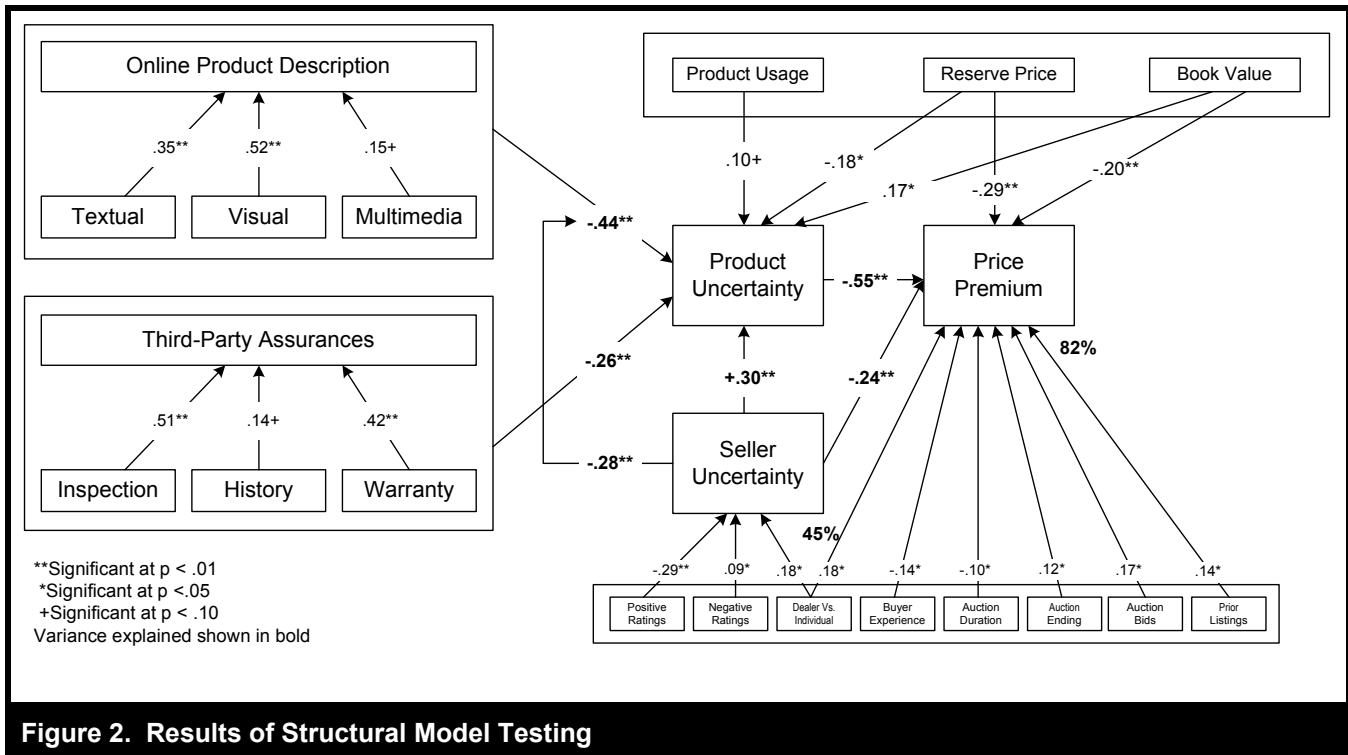 Online Product Description
.35**
.52**
.15+
Textual
Visual
Multimedia
Third-Party Assurances
.51**
.14+
.42**
Inspection
History
Warranty
**Significant at p < .01
*Significant at p <.05
+Significant at p < .10
Variance explained shown in bold
Product Usage
Reserve Price
Book Value
.10+
-.18*
.17*
-.29**
-.20**
-.44**
-.26**
-.28**
Product
Uncertainty
-.55**
Price
Premium
82%
+.30**
-.24**
Seller
Uncertainty
45%
-.29**
.09*
.18*
.18*
-.14*
-.10*
.12*
.17*
.14*
Positive
Ratings
Negative
Ratings
Dealer Vs.
Individual
Buyer
Experience
Auction
Duration
Auction
Ending
Auction
Bids
Prior
Listings
Figure 2. Results of Structural Model Testing